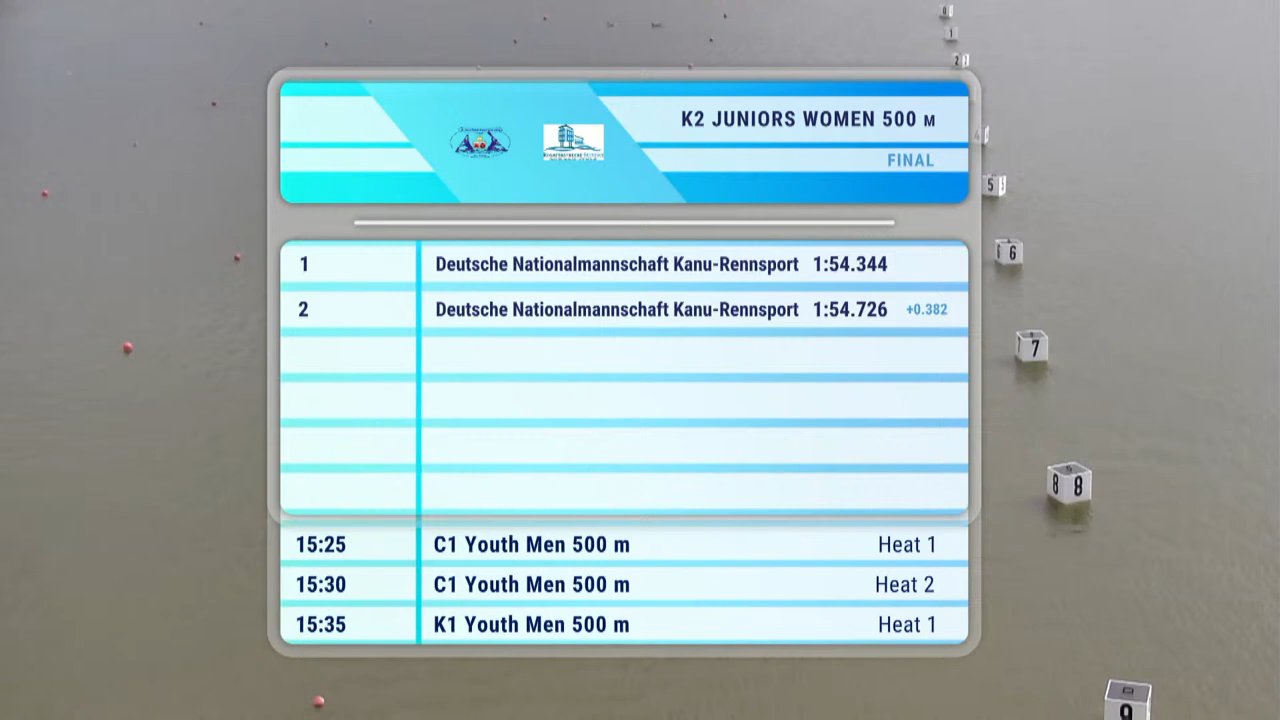 K2 JUNIORS WOMEN 500 M
FINAL
1 Deutsche Nationalmannschaft Kanu-Rennsport 1:54.344
2 Deutsche Nationalmannschaft Kanu-Rennsport 1:54.726 +0.382
15:25 C1 Youth Men 500 m Heat 1
15:30 C1 Youth Men 500 m Heat 2
15:35 K1 Youth Men 500 m Heat 1
0
1
2
5
6
7
8 8
9